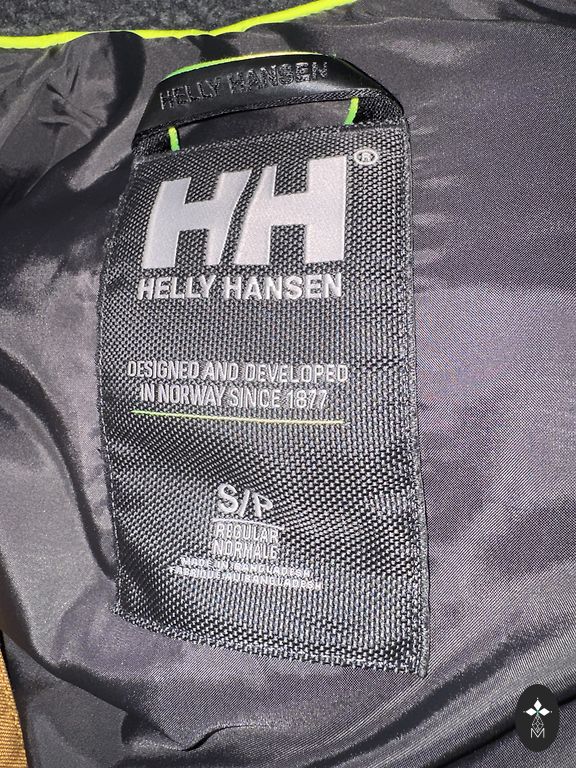 HELLY HANSEN
HH®
HELLY HANSEN
DESIGNED AND DEVELOPED
IN NORWAY SINCE 1877
S/P
REGULAR
NORMALE
MADE IN BANGLADESH
FABRIQUÉ AU BANGLADESH
M